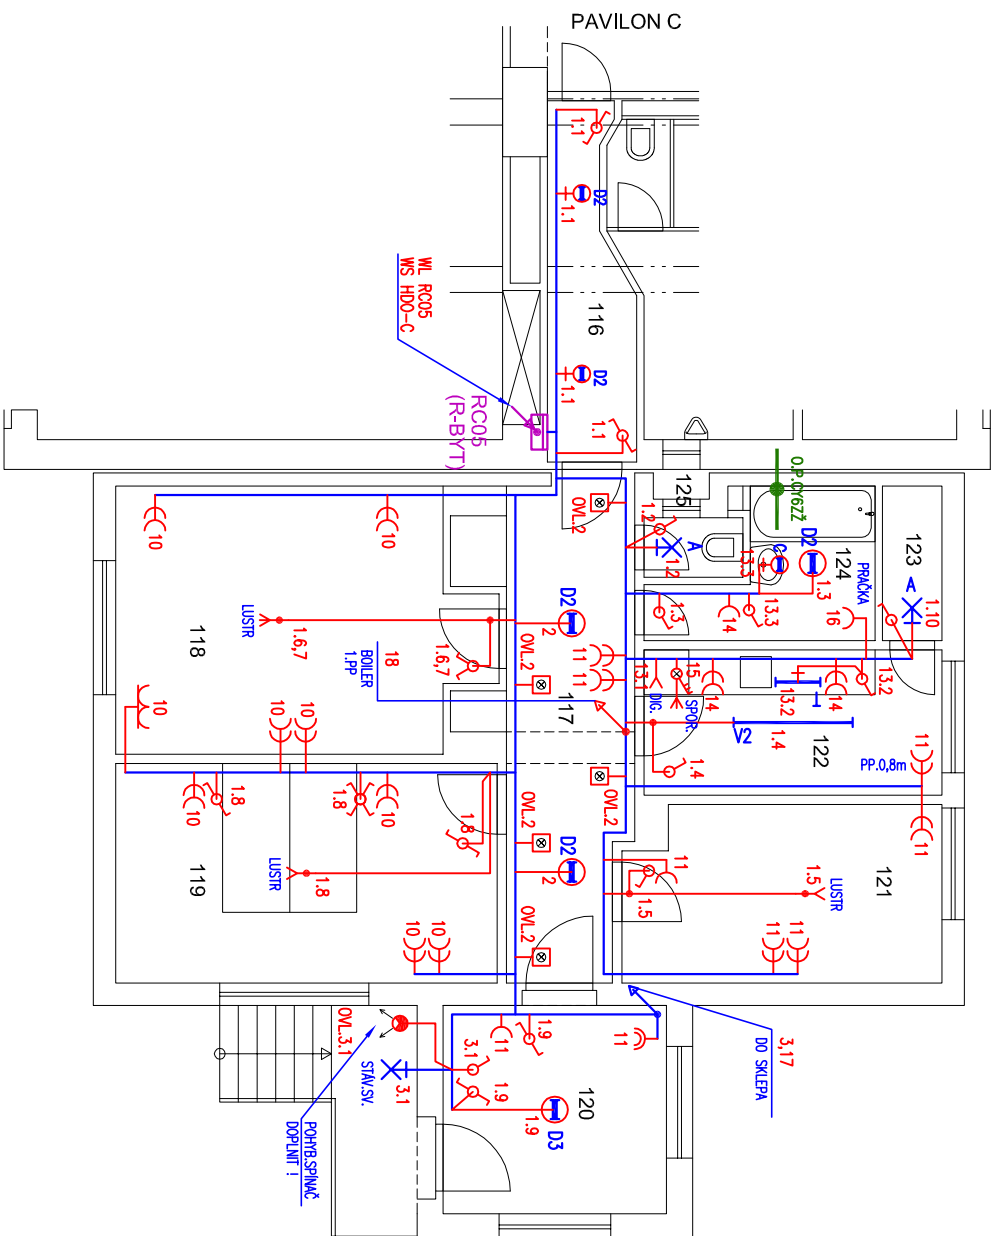 PAVILON C
1.1
D2
1.1
116
D2
1.1
1.1
WL RC05
WS HDO-C
RC05
(R-BYT)
O.P.CY6ZŽ
125
OVL.2
1.2
A
1.2
D2
C
13.3
1.3
124
123
A
1.10
PRAČKA
1.3
14
13.3
16
10
10
LUSTR
1.6,7
118
1.6,7
18
BOILER
1.PP
D2
2
OVL.2
11
11
117
13.1
DIG.
15
SPOR.
14
13.2
1
14
13.2
V2
1.4
122
1.4
PP.0,8m
11
11
10
10
10
1.8
10
1.8
10
1.8
LUSTR
1.8
119
OVL.2
OVL.2
D2
2
OVL.2
10
10
11
1.5
1.5
LUSTR
121
11
11
3,17
DO SKLEPA
OVL.3.1
STÁV.SV.
3.1
11
1.9
3.1
1.9
11
120
D3
1.9
POHYB.SPÍNAČ
DOPLNIT !